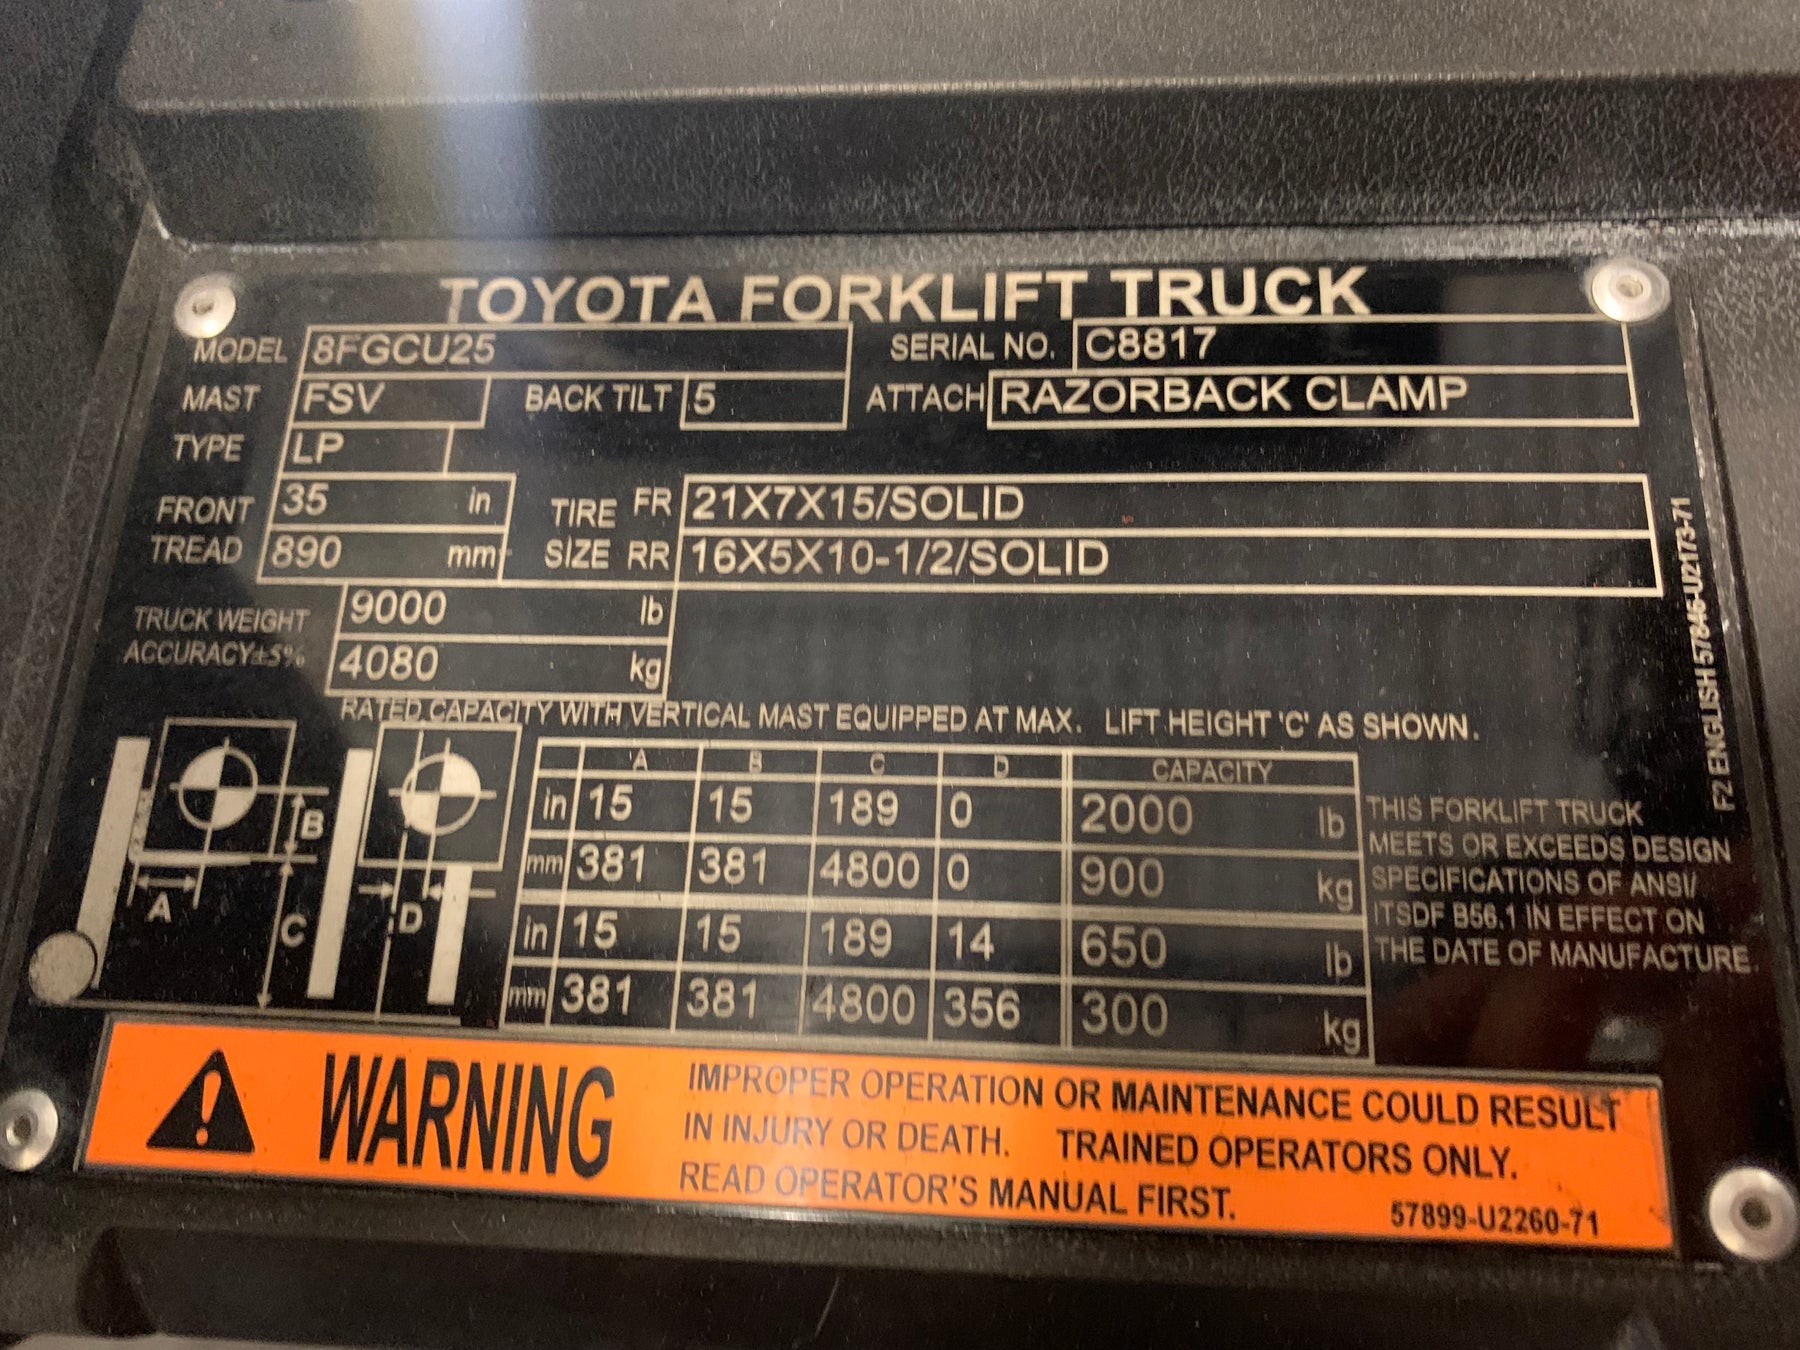 TOYOTA FORKLIFT TRUCK
MODEL 8FGCU25 SERIAL NO. C8817
MAST FSV BACK TILT 5 ATTACH RAZORBACK CLAMP
TYPE LP
FRONT 35 in TIRE FR 21X7X15/SOLID
TREAD 890 mm SIZE RR 16X5X10-1/2/SOLID
TRUCK WEIGHT 9000 lb
ACCURACY±5% 4080 kg
RATED CAPACITY WITH VERTICAL MAST EQUIPPED AT MAX. LIFT HEIGHT 'C' AS SHOWN.
A B C D CAPACITY
in 15 15 189 0 2000 lb
mm 381 381 4800 0 900 kg
in 15 15 189 14 650 lb
mm 381 381 4800 356 300 kg
B
A
C
D
THIS FORKLIFT TRUCK
MEETS OR EXCEEDS DESIGN
SPECIFICATIONS OF ANSI/
ITSDF B56.1 IN EFFECT ON
THE DATE OF MANUFACTURE.
F2 ENGLISH 57846-U2173-71
WARNING
IMPROPER OPERATION OR MAINTENANCE COULD RESULT
IN INJURY OR DEATH. TRAINED OPERATORS ONLY.
READ OPERATOR'S MANUAL FIRST. 57899-U2260-71